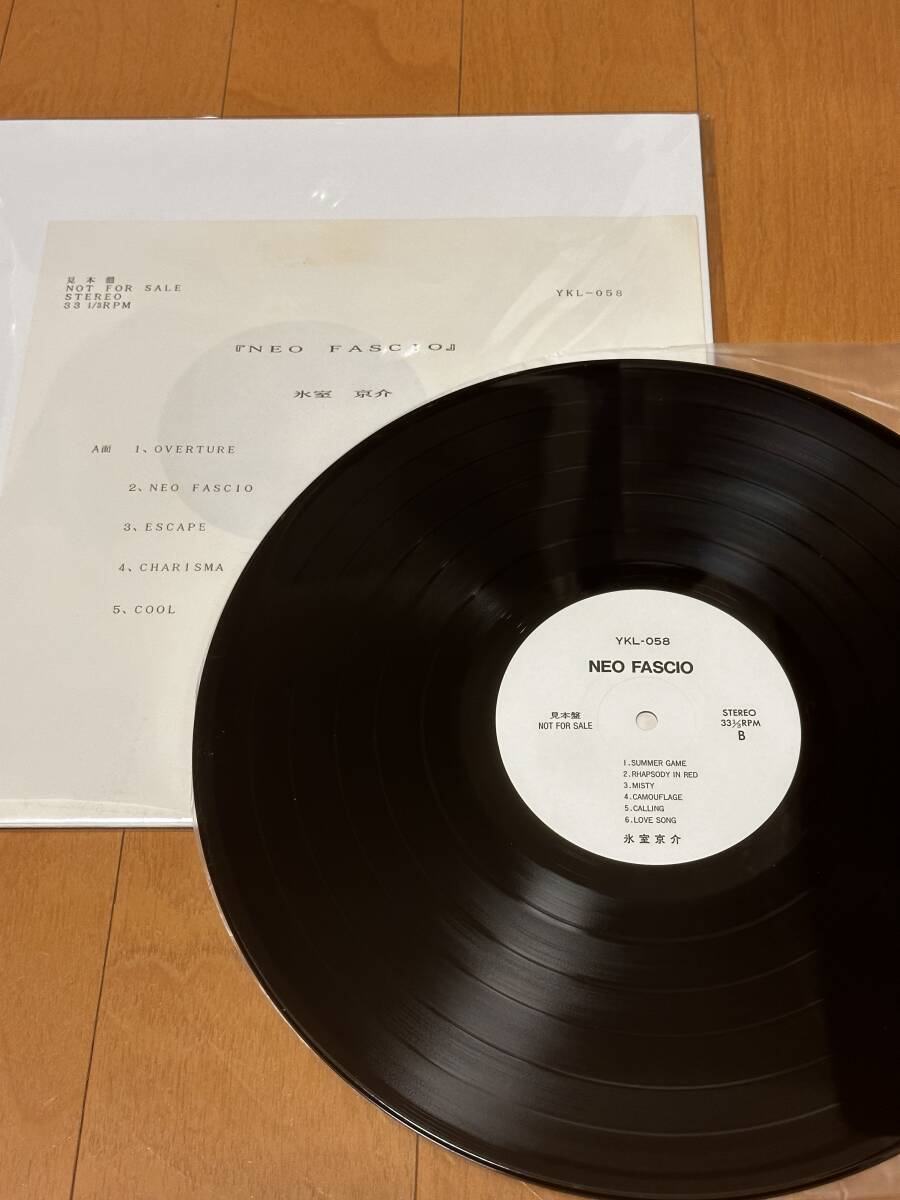 見本盤
NOT FOR SALE
STEREO
33 1/3RPM
YKL-058
『NEO FASCIO』
氷室 京介
A面 1、OVERTURE
2、NEO FASCIO
3、ESCAPE
4、CHARISMA
5、COOL
YKL-058
NEO FASCIO
見本盤
NOT FOR SALE
STEREO
33⅓RPM
B
1.SUMMER GAME
2.RHAPSODY IN RED
3.MISTY
4.CAMOUFLAGE
5.CALLING
6.LOVE SONG
氷室京介